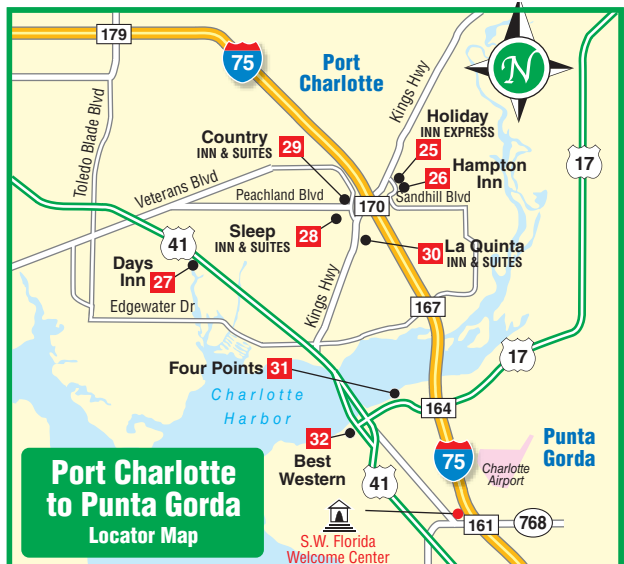 179
75
Port
Charlotte
Kings Hwy
N
Toledo Blade Blvd
Country
INN & SUITES
29
Holiday
INN EXPRESS
25
26
Hampton
Inn
17
Veterans Blvd
Peachland Blvd
170
Sandhill Blvd
Sleep
INN & SUITES
28
41
30
La Quinta
INN & SUITES
Days
Inn
27
Edgewater Dr
Kings Hwy
167
17
Four Points
31
Charlotte
Harbor
164
32
Best
Western
Punta
Gorda
75
Charlotte
Airport
41
Port Charlotte
to Punta Gorda
Locator Map
161
768
S.W. Florida
Welcome Center